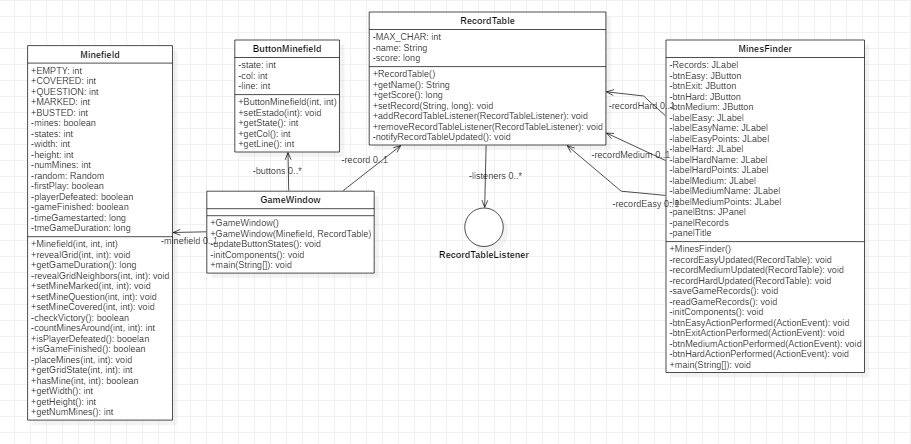 Minefield
+EMPTY: int
+COVERED: int
+QUESTION: int
+MARKED: int
+BUSTED: int
-mines: boolean
-states: int
-width: int
-height: int
-numMines: int
-random: Random
-firstPlay: boolean
-playerDefeated: boolean
-gameFinished: boolean
-timeGamestarted: long
-tmeGameDuration: long
+Minefield(int, int, int)
+revealGrid(int, int): void
+getGameDuration(): long
-revealGridNeighbors(int, int): void
+setMineMarked(int, int): void
+setMineQuestion(int, int): void
+setMineCovered(int, int): void
-checkVictory(): boolean
-countMinesAround(int, int): int
+isPlayerDefeated(): booelan
+isGameFinished(): boolean
-placeMines(int, int): void
+getGridState(int, int): int
+hasMine(int, int): boolean
+getWidth(): int
+getHeight(): int
+getNumMines(): int
ButtonMinefield
-state: int
-col: int
-line: int
+ButtonMinefield(int, int)
+setEstado(int): void
+getState(): int
+getCol(): int
+getLine(): int
-buttons 0..*
GameWindow
+GameWindow()
+GameWindow(Minefield, RecordTable)
-updateButtonStates(): void
-initComponents(): void
+main(String[]): void
-minefield 0..1
-record 0..1
RecordTable
-MAX_CHAR: int
-name: String
-score: long
+RecordTable()
+getName(): String
+getScore(): long
+setRecord(String, long): void
+addRecordTableListener(RecordTableListener): void
+removeRecordTableListener(RecordTableListener): void
-notifyRecordTableUpdated(): void
-listeners 0..*
RecordTableListener
-recordHard 0..1
-recordMedium 0..1
-recordEasy 0..1
MinesFinder
-Records: JLabel
-btnEasy: JButton
-btnExit: JButton
-btnHard: JButton
-btnMedium: JButton
-labelEasy: JLabel
-labelEasyName: JLabel
-labelEasyPoints: JLabel
-labelHard: JLabel
-labelHardName: JLabel
-labelHardPoints: JLabel
-labelMedium: JLabel
-labelMediumName: JLabel
-labelMediumPoints: JLabel
-panelBtns: JPanel
-panelRecords
-panelTitle
+MinesFinder()
-recordEasyUpdated(RecordTable): void
-recordMediumUpdated(RecordTable): void
-recordHardUpdated(RecordTable): void
-saveGameRecords(): void
-readGameRecords(): void
-initComponents(): void
-btnEasyActionPerformed(ActionEvent): void
-btnExitActionPerformed(ActionEvent): void
-btnMediumActionPerformed(ActionEvent): void
-btnHardActionPerformed(ActionEvent): void
+main(String[]): void